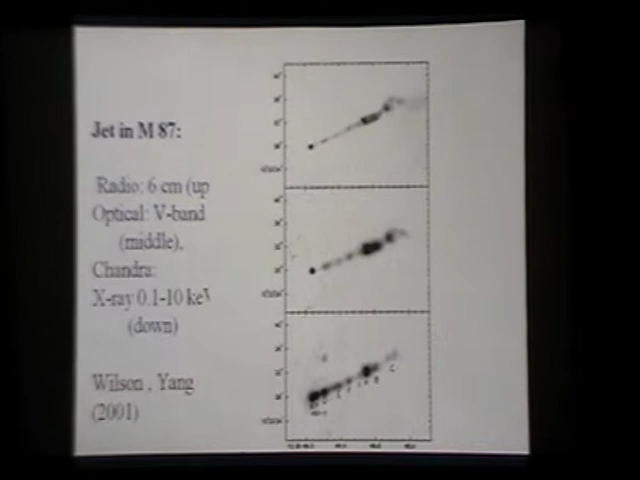 Jet in M 87:
Radio: 6 cm (up
Optical: V-band
(middle),
Chandra:
X-ray 0.1-10 keV
(down)
Wilson , Yang
(2001)